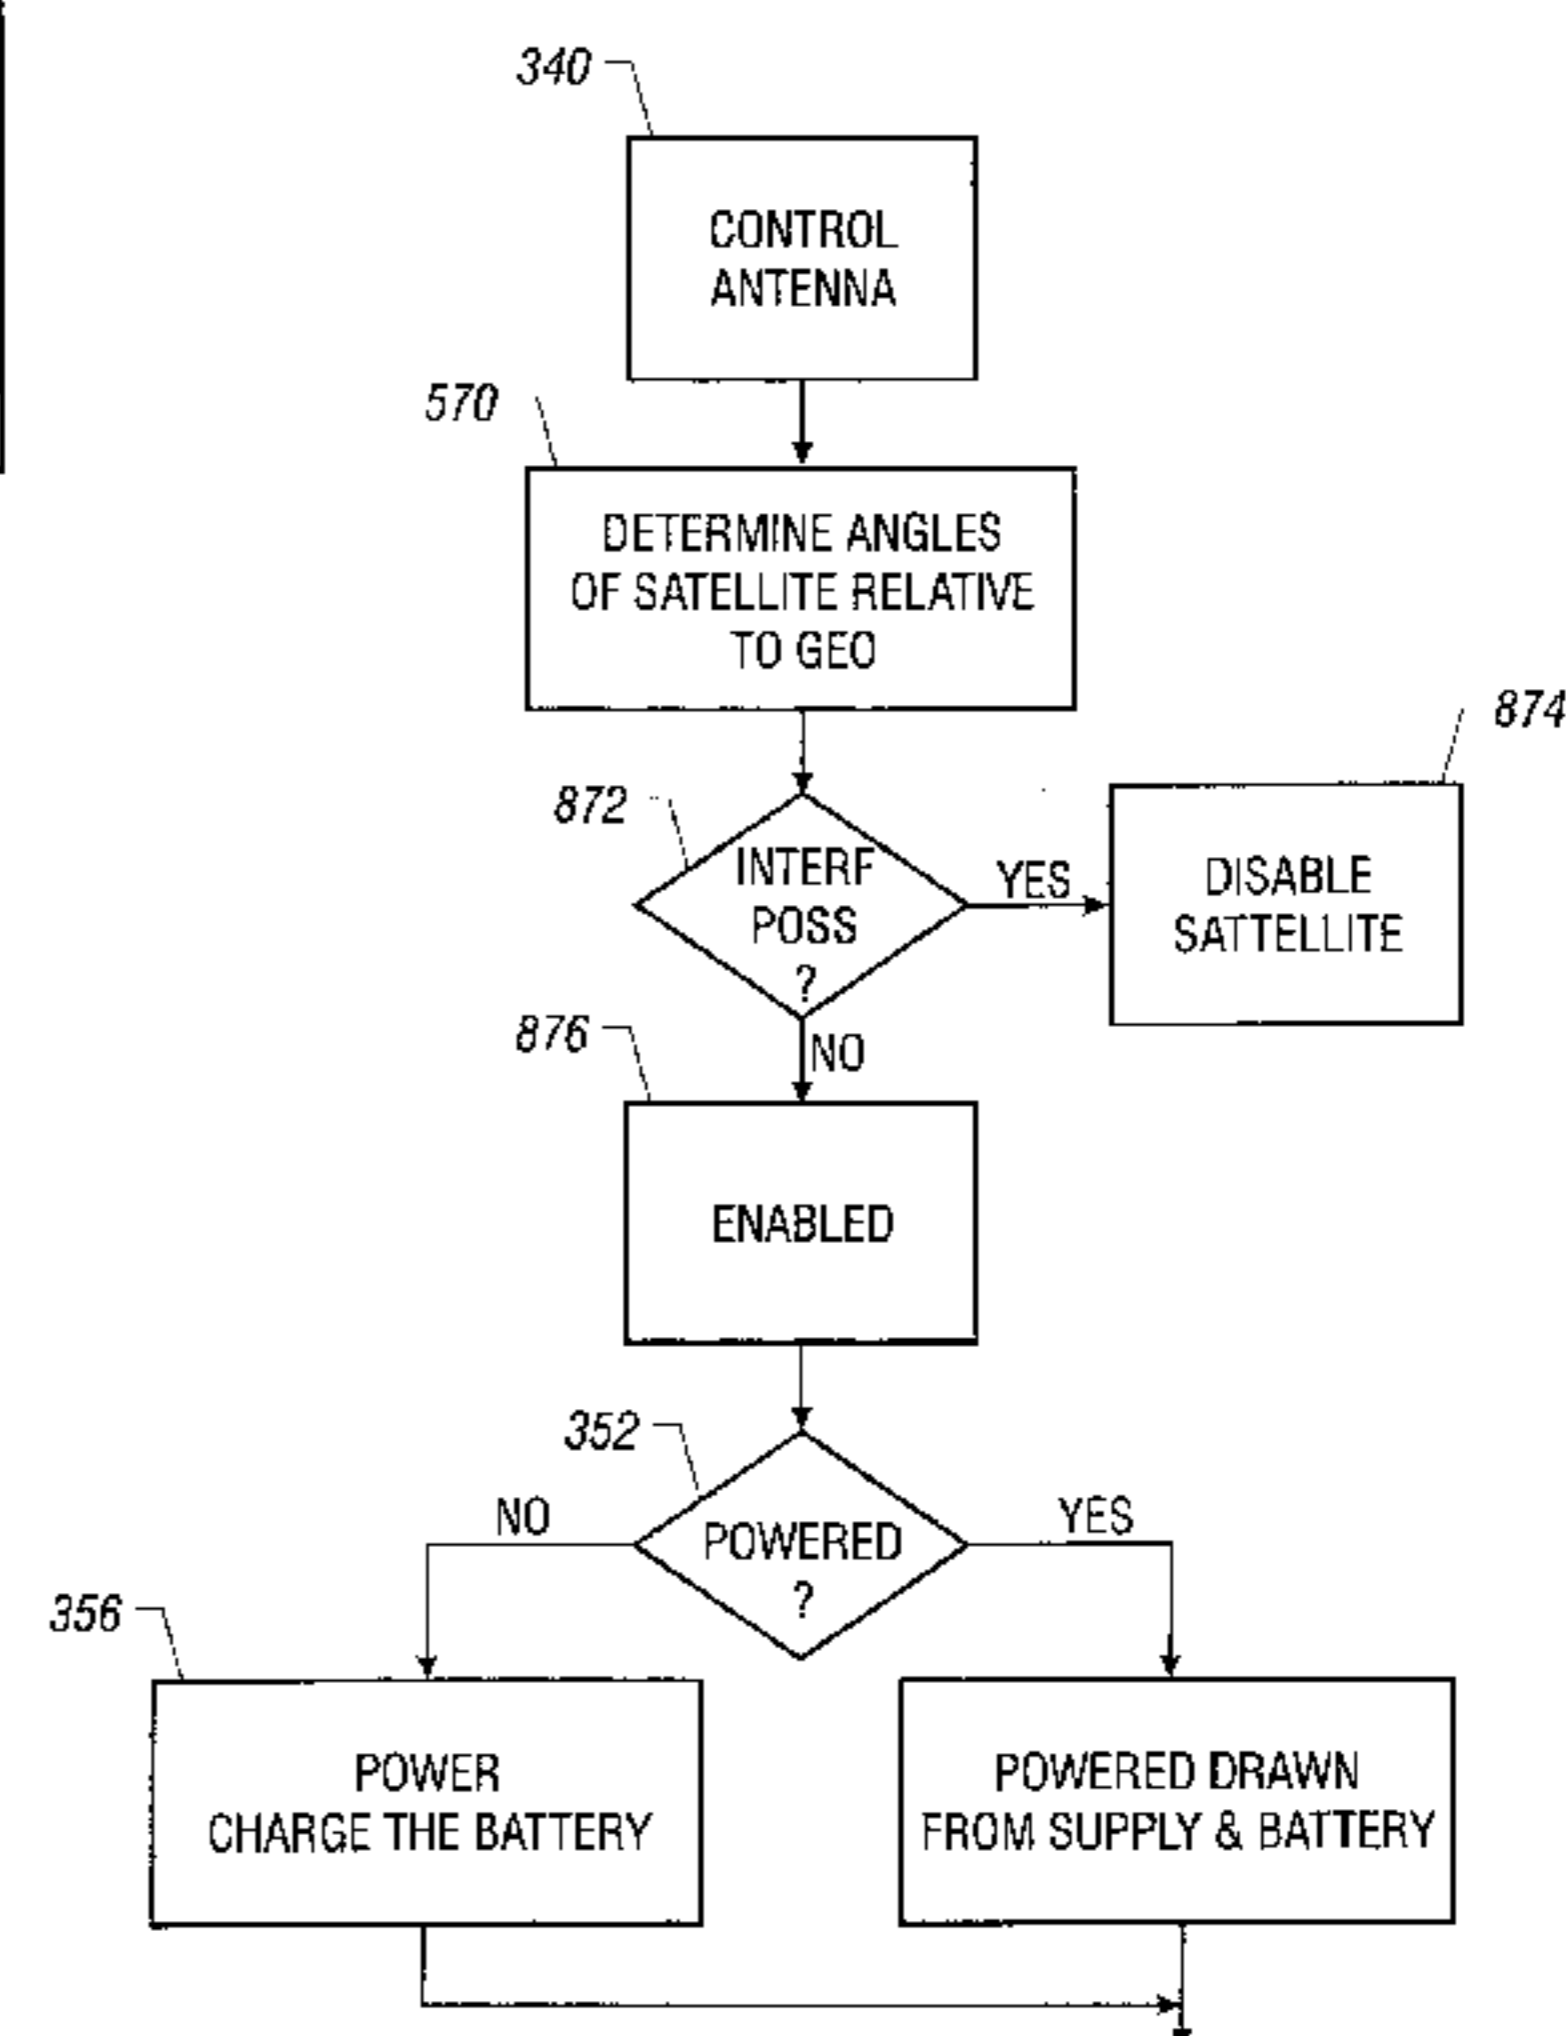 340
CONTROL
ANTENNA
570
DETERMINE ANGLES
OF SATELLITE RELATIVE
TO GEO
874
872
INTERF
POSS
?
YES
DISABLE
SATTELLITE
876
NO
ENABLED
352
NO
POWERED
?
YES
356
POWER
CHARGE THE BATTERY
POWERED DRAWN
FROM SUPPLY & BATTERY